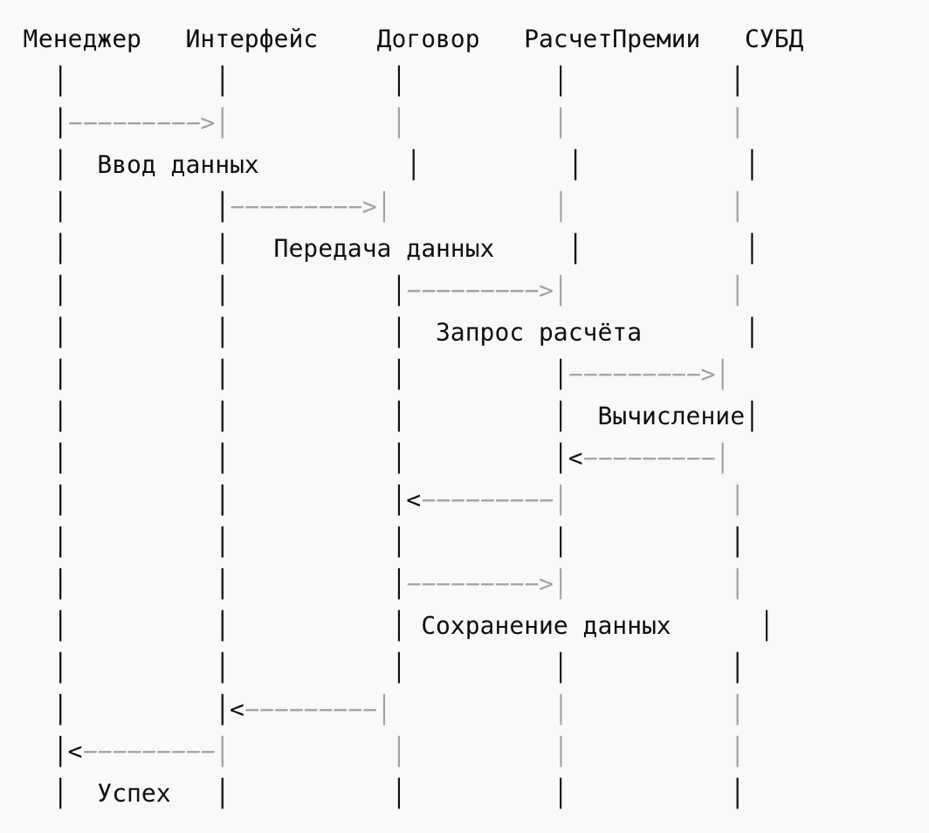 Менеджер   Интерфейс    Договор   РасчетПремии   СУБД
  |          |           |          |           |
  |--------->|           |          |           |
  |  Ввод данных          |          |           |
  |          |--------->|           |           |
  |          |   Передача данных     |           |
  |          |           |--------->|           |
  |          |           |  Запрос расчёта       |
  |          |           |          |--------->|
  |          |           |          |  Вычисление|
  |          |           |          |<---------|
  |          |           |<---------|           |
  |          |           |          |           |
  |          |           |--------->|           |
  |          |           | Сохранение данных      |
  |          |           |          |           |
  |          |<---------|           |           |
  |<---------|           |          |           |
  |  Успех   |           |          |           |